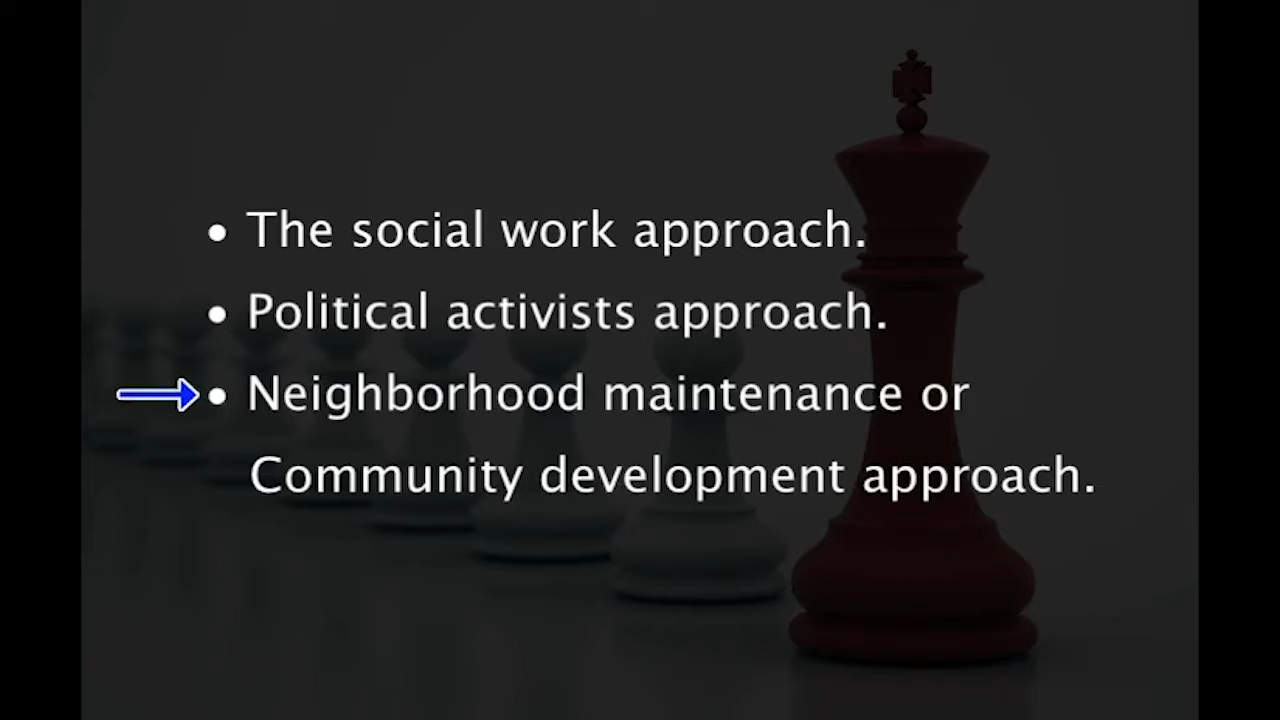 • The social work approach.
• Political activists approach.
• Neighborhood maintenance or
Community development approach.